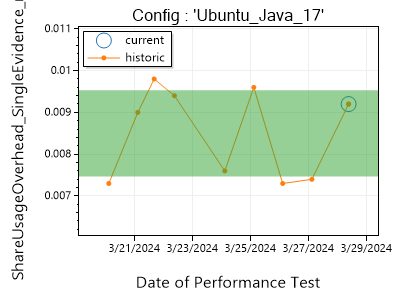 Config : 'Ubuntu_Java_17'
current
historic
0.011
0.01
0.009
0.008
0.007
ShareUsageOverhead_SingleEvidence_
3/21/2024
3/23/2024
3/25/2024
3/27/2024
3/29/2024
Date of Performance Test